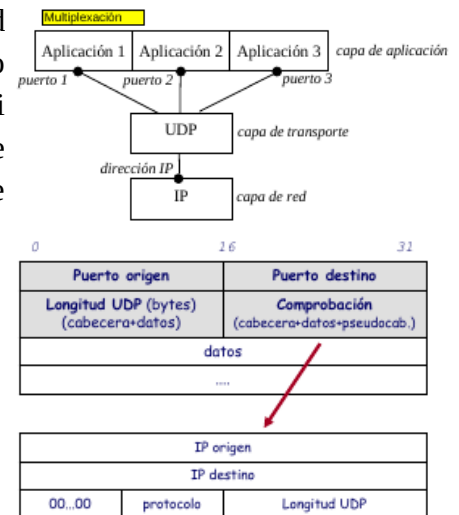 Multiplexación
Aplicación 1 Aplicación 2 Aplicación 3 capa de aplicación
puerto 1 puerto 2 puerto 3
UDP capa de transporte
dirección IP
IP capa de red
0 16 31
Puerto origen Puerto destino
Longitud UDP (bytes) Comprobación
(cabecera+datos) (cabecera+datos+pseudocab.)
datos
....
IP origen
IP destino
00...00 protocolo Longitud UDP